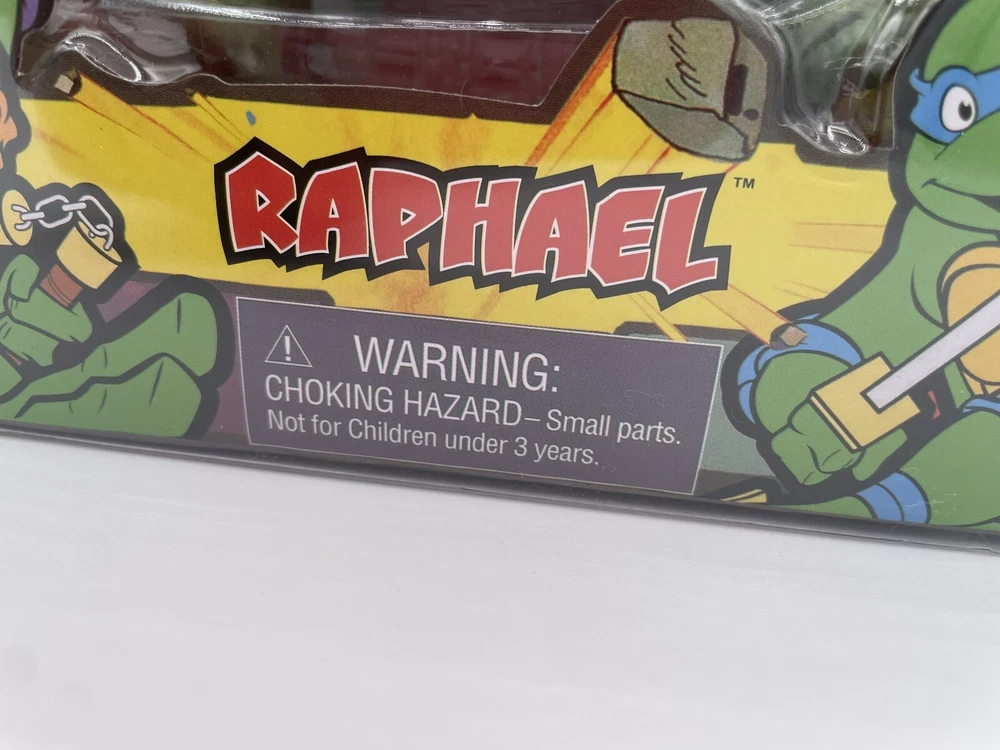 RAPHAEL™
WARNING:
CHOKING HAZARD – Small parts.
Not for Children under 3 years.